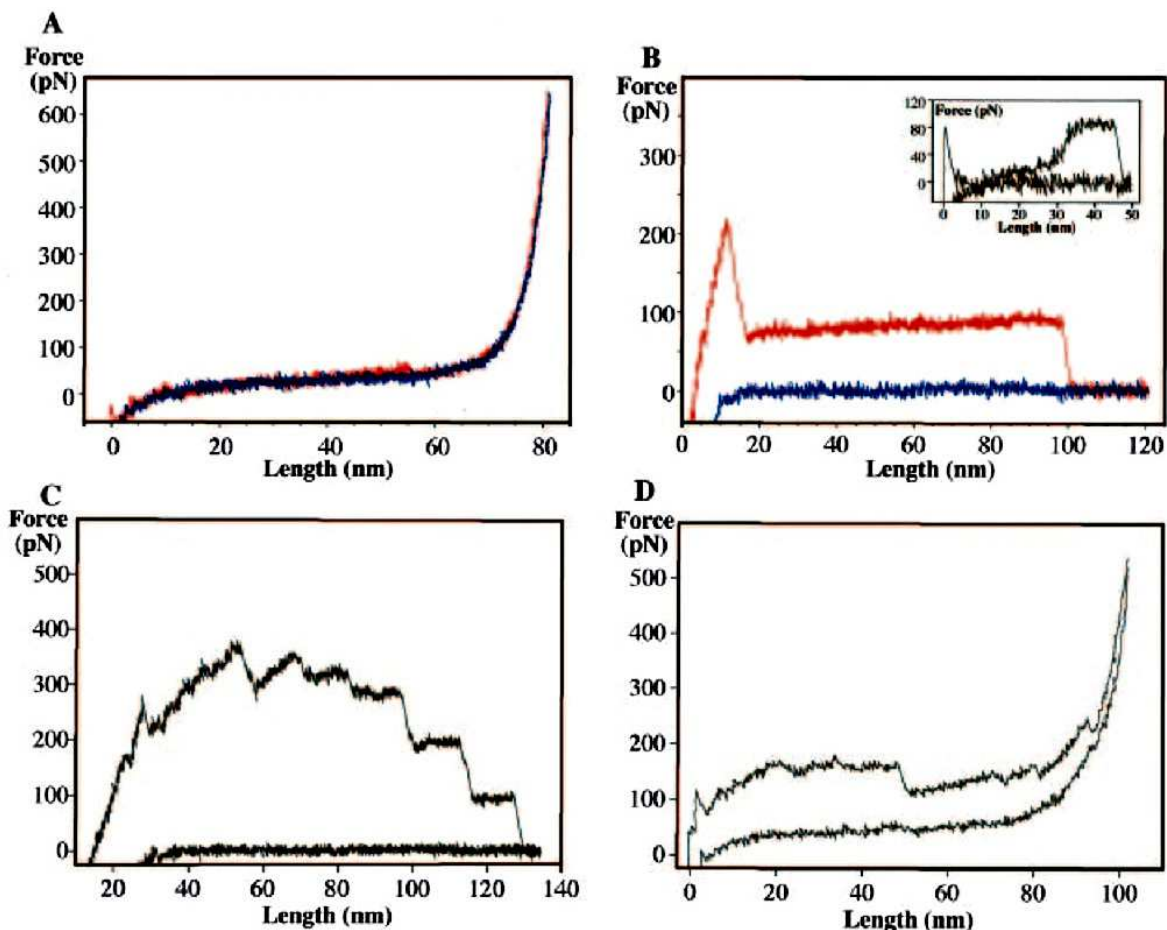 A
Force
(pN)
600
500
400
300
200
100
0
0 20 40 60 80
Length (nm)
B
Force
(pN)
300
200
100
0
0 20 40 60 80 100 120
Length (nm)
120
80
40
0
Force (pN)
0 10 20 30 40 50
Length (nm)
C
Force
(pN)
500
400
300
200
100
0
20 40 60 80 100 120 140
Length (nm)
D
Force
(pN)
500
400
300
200
100
0
0 20 40 60 80 100
Length (nm)